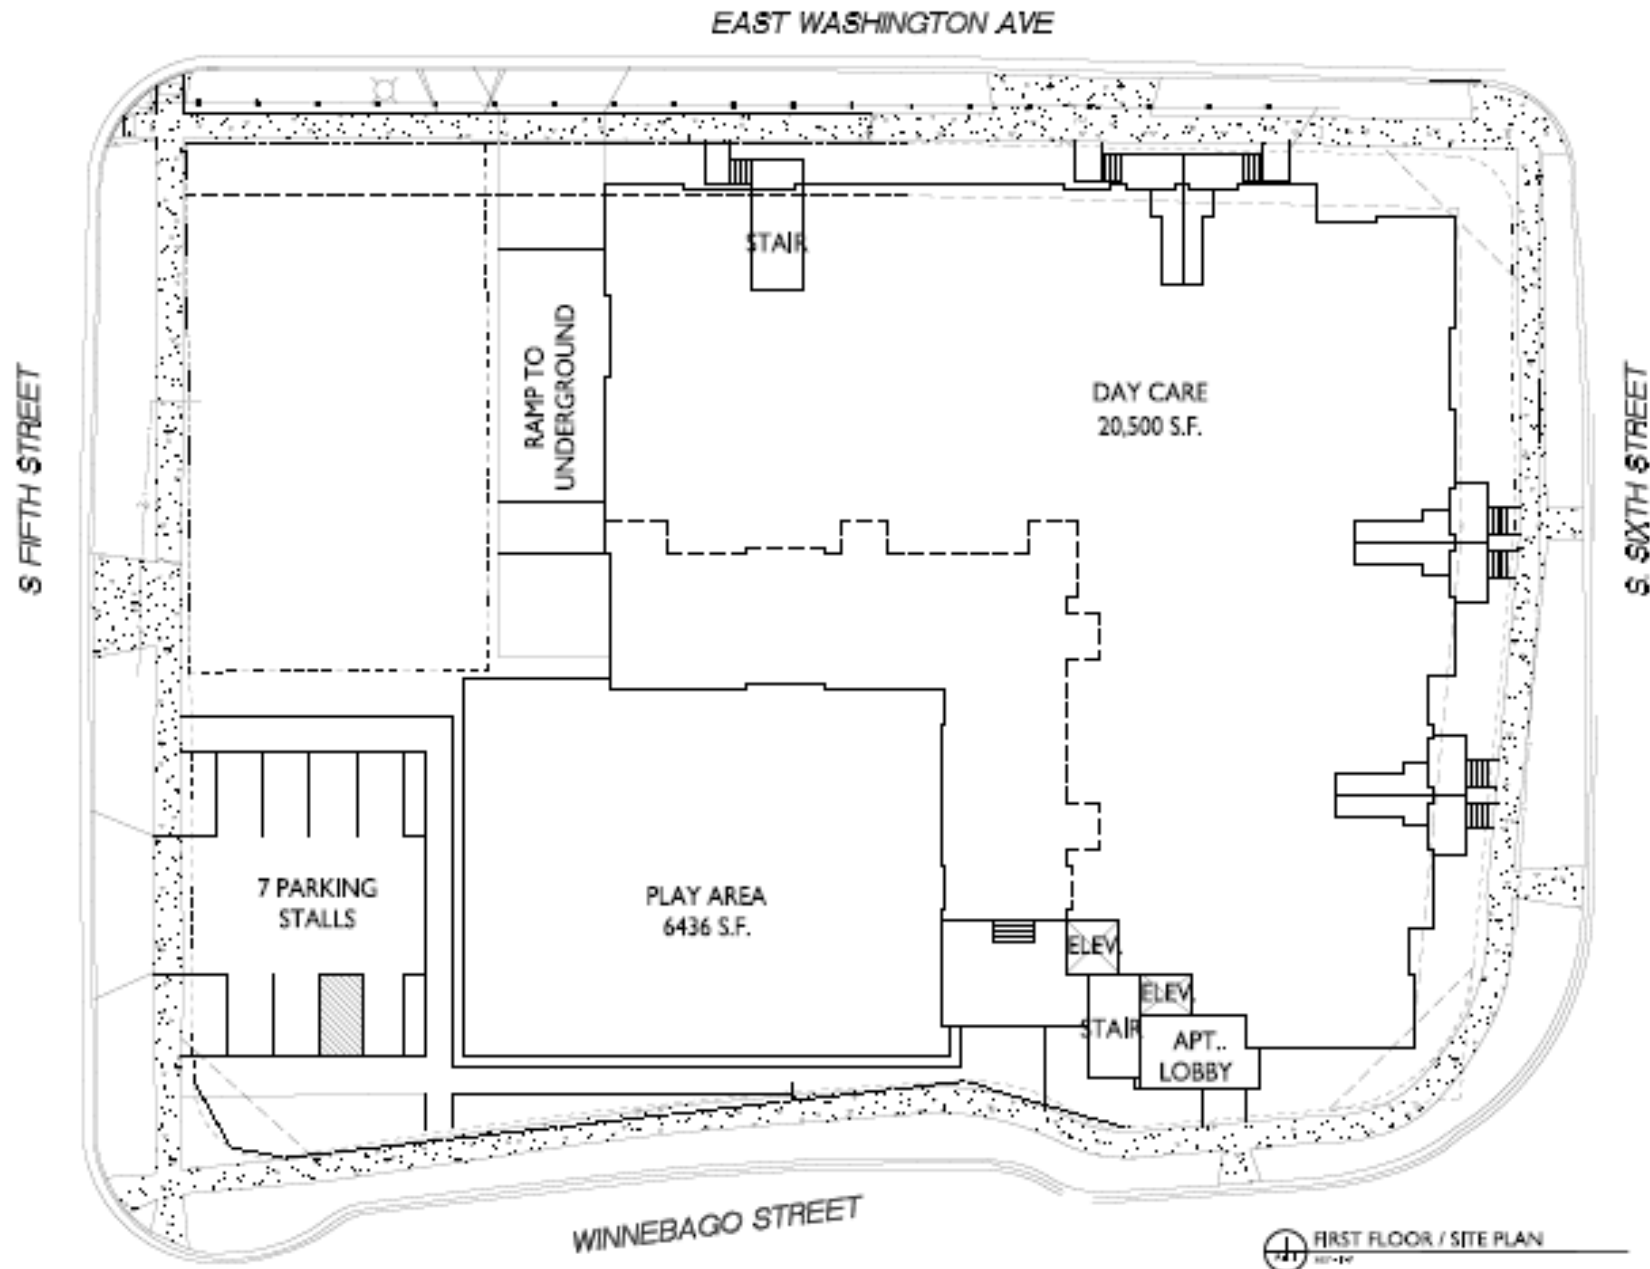 EAST WASHINGTON AVE
STAIR
RAMP TO
UNDERGROUND
DAY CARE
20,500 S.F.
S FIFTH STREET
S. SIXTH STREET
7 PARKING
STALLS
PLAY AREA
6436 S.F.
ELEV.
ELEV.
STAIR
APT..
LOBBY
WINNEBAGO STREET
FIRST FLOOR / SITE PLAN